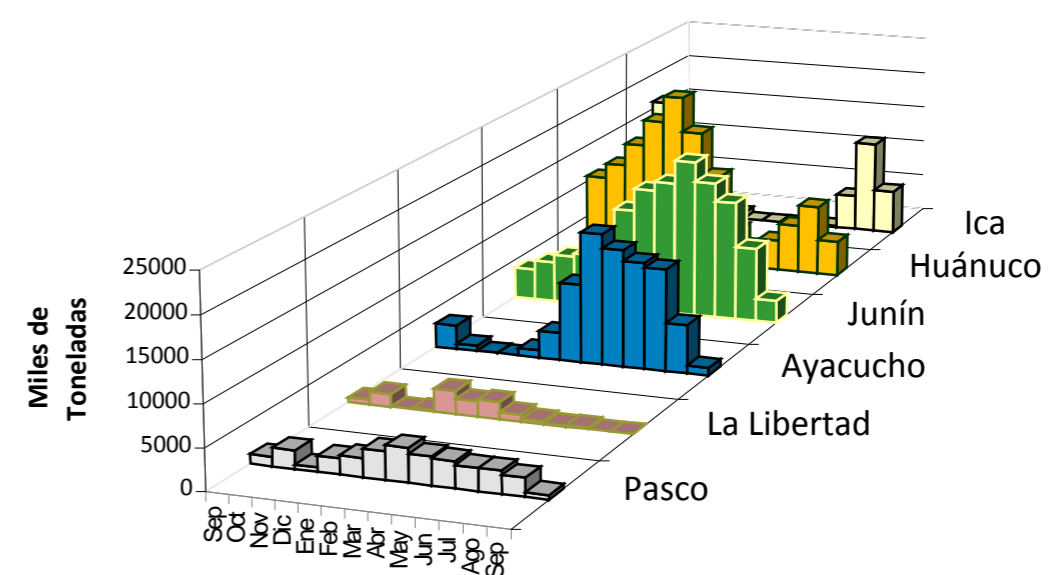 Miles de
Toneladas
25000
20000
15000
10000
5000
0
Sep
Oct
Nov
Dic
Ene
Feb
Mar
Abr
May
Jun
Jul
Ago
Sep
Ica
Huánuco
Junín
Ayacucho
La Libertad
Pasco